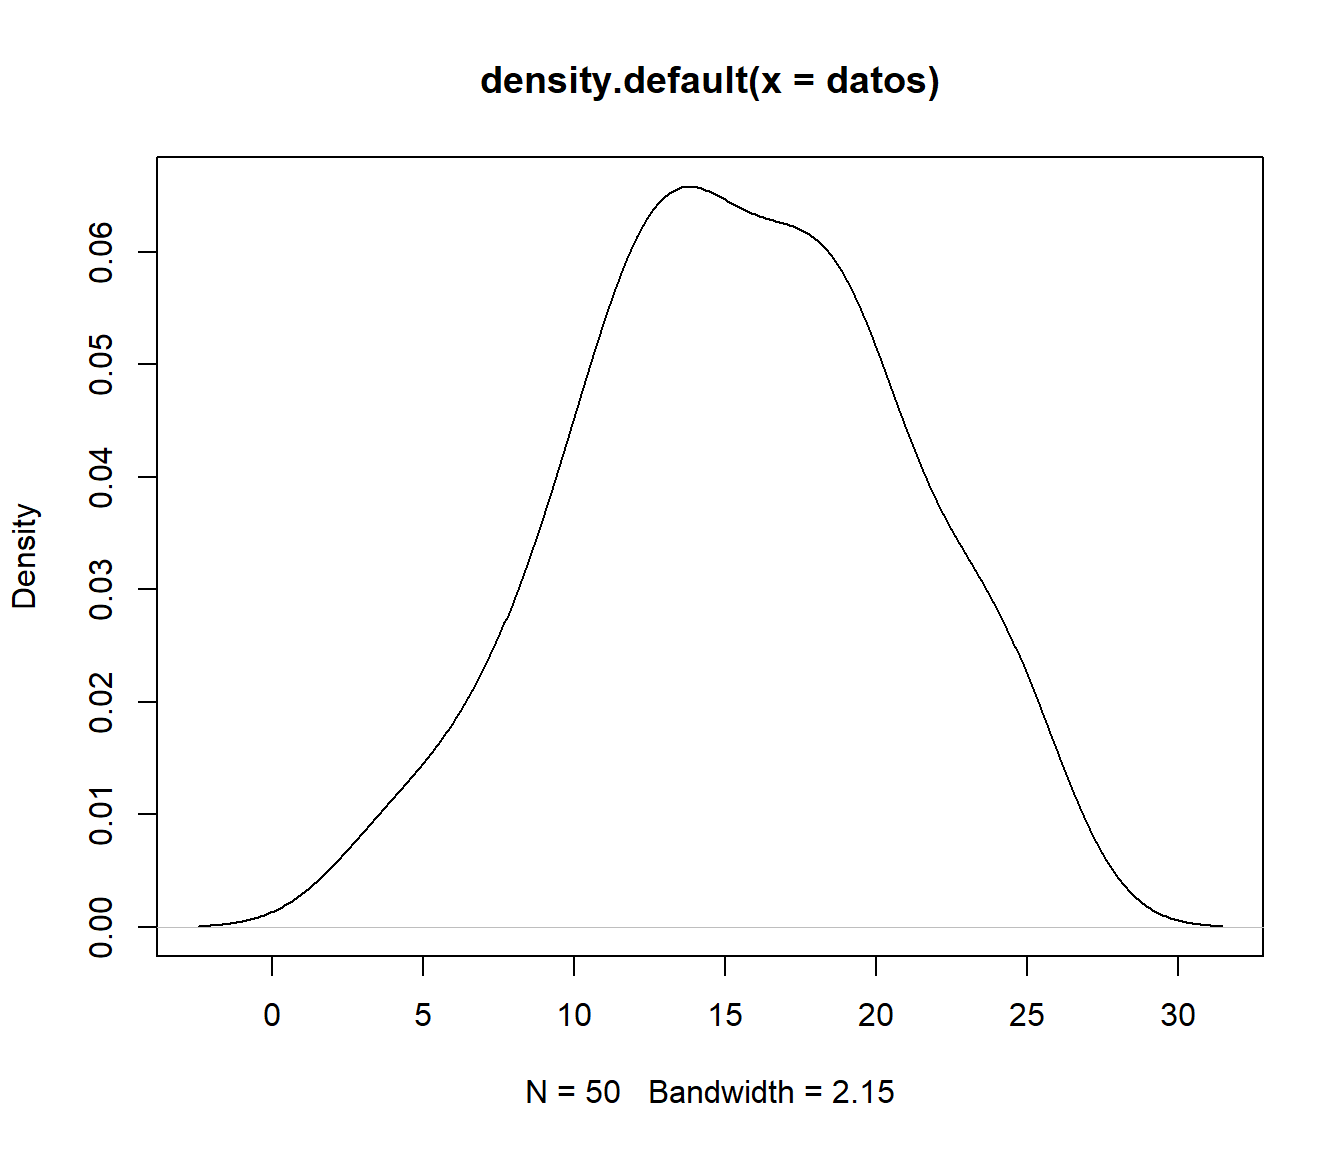 density.default(x = datos)
Density
0.00 0.01 0.02 0.03 0.04 0.05 0.06
0 5 10 15 20 25 30
N = 50 Bandwidth = 2.15